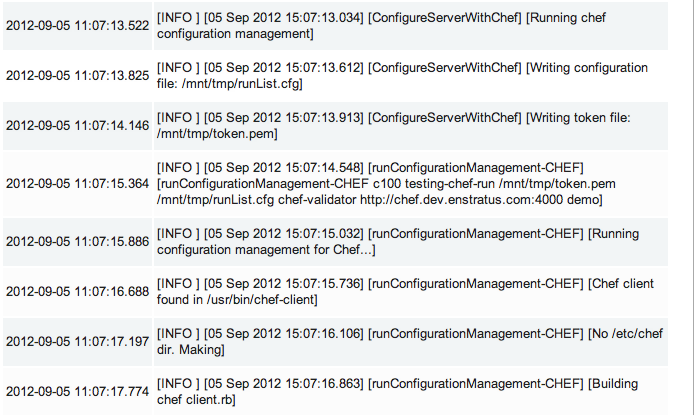 2012-09-05 11:07:13.522 [INFO ] [05 Sep 2012 15:07:13.034] [ConfigureServerWithChef] [Running chef
configuration management]
2012-09-05 11:07:13.825 [INFO ] [05 Sep 2012 15:07:13.612] [ConfigureServerWithChef] [Writing configuration
file: /mnt/tmp/runList.cfg]
2012-09-05 11:07:14.146 [INFO ] [05 Sep 2012 15:07:13.913] [ConfigureServerWithChef] [Writing token file:
/mnt/tmp/token.pem]
2012-09-05 11:07:15.364 [INFO ] [05 Sep 2012 15:07:14.548] [runConfigurationManagement-CHEF]
[runConfigurationManagement-CHEF c100 testing-chef-run /mnt/tmp/token.pem
/mnt/tmp/runList.cfg chef-validator http://chef.dev.enstratus.com:4000 demo]
2012-09-05 11:07:15.886 [INFO ] [05 Sep 2012 15:07:15.032] [runConfigurationManagement-CHEF] [Running
configuration management for Chef...]
2012-09-05 11:07:16.688 [INFO ] [05 Sep 2012 15:07:15.736] [runConfigurationManagement-CHEF] [Chef client
found in /usr/bin/chef-client]
2012-09-05 11:07:17.197 [INFO ] [05 Sep 2012 15:07:16.106] [runConfigurationManagement-CHEF] [No /etc/chef
dir. Making]
2012-09-05 11:07:17.774 [INFO ] [05 Sep 2012 15:07:16.863] [runConfigurationManagement-CHEF] [Building
chef client.rb]